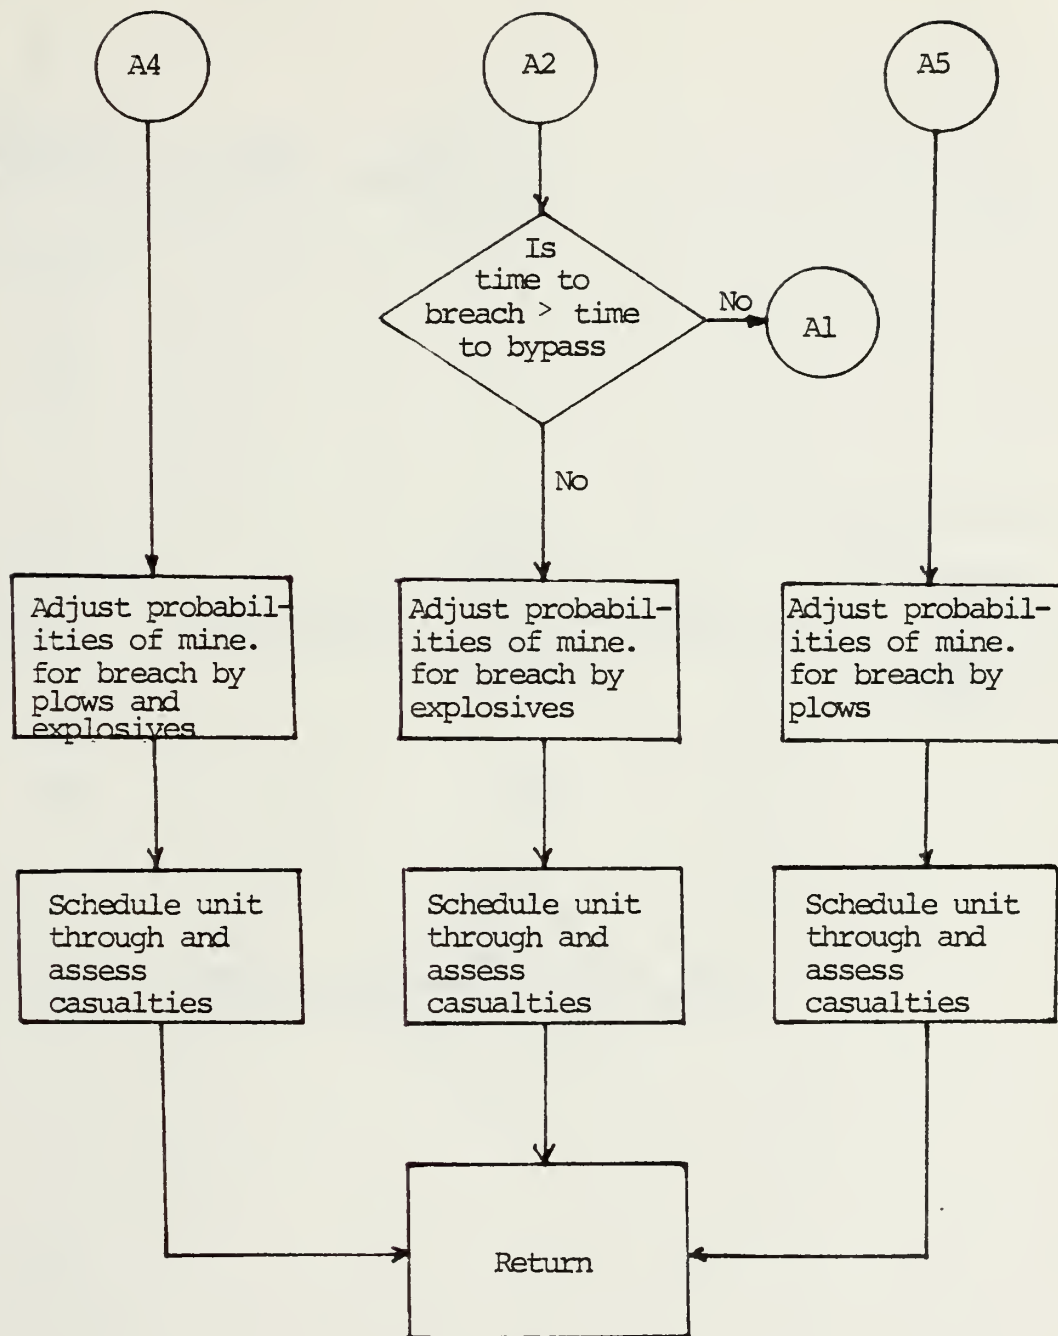 A4
A2
A5
Is
time to
breach > time
to bypass
No
A1
No
Adjust probabil-
ities of mine.
for breach by
plows and
explosives
Adjust probabil-
ities of mine.
for breach by
explosives
Adjust probabil-
ities of mine.
for breach by
plows
Schedule unit
through and
assess
casualties
Schedule unit
through and
assess
casualties
Schedule unit
through and
assess
casualties
Return